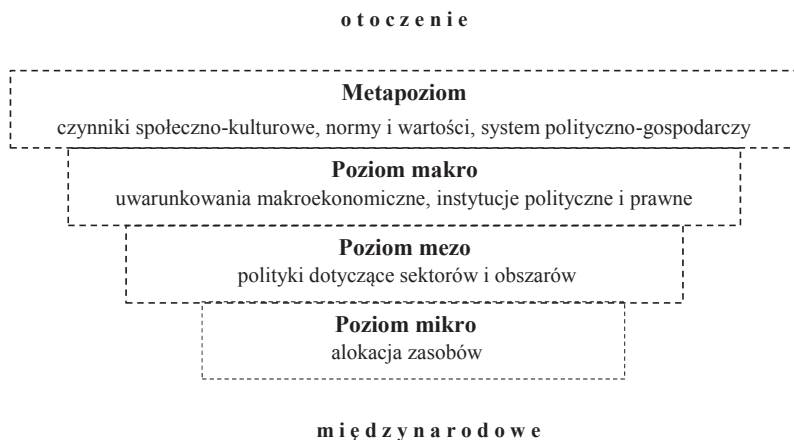 o t o c z e n i e
Metapoziom
czynniki społeczno-kulturowe, normy i wartości, system polityczno-gospodarczy
Poziom makro
uwarunkowania makroekonomiczne, instytucje polityczne i prawne
Poziom mezo
polityki dotyczące sektorów i obszarów
Poziom mikro
alokacja zasobów
m i ę d z y n a r o d o w e